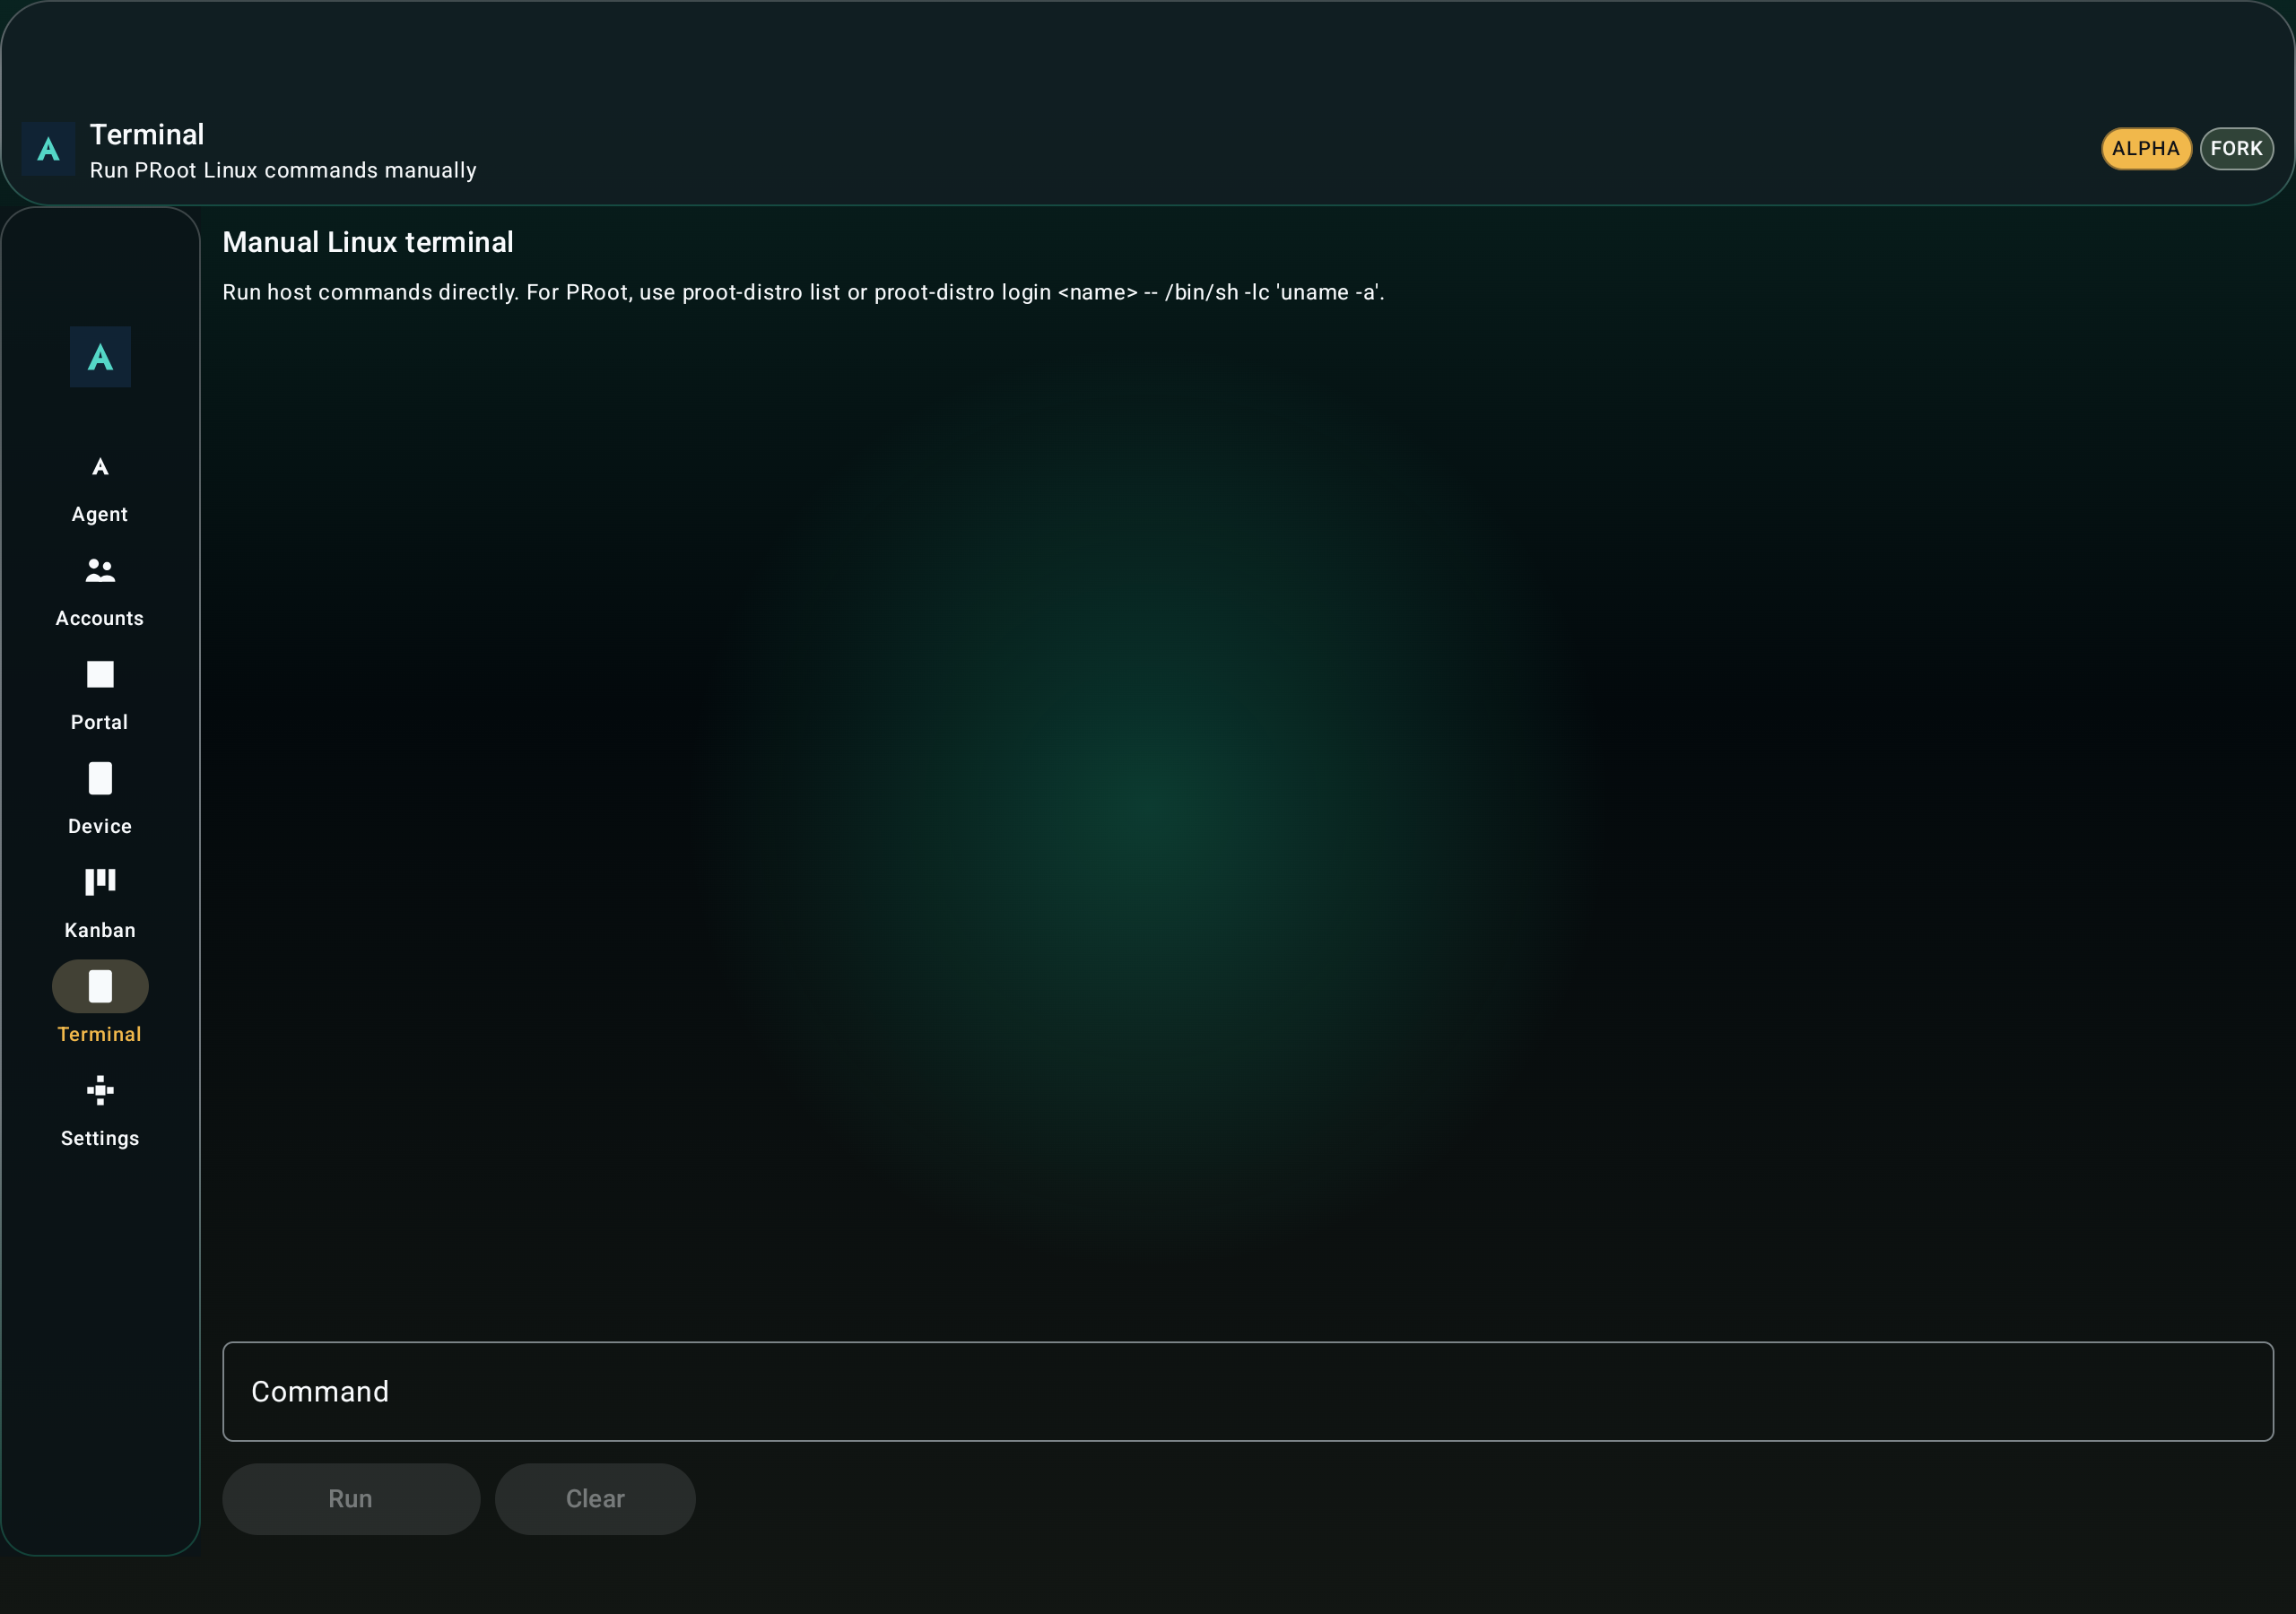 Terminal
Run PRoot Linux commands manually
ALPHA
FORK
Manual Linux terminal
Run host commands directly. For PRoot, use proot-distro list or proot-distro login <name> -- /bin/sh -lc 'uname -a'.
Agent
Accounts
Portal
Device
Kanban
Terminal
Settings
Command
Run
Clear